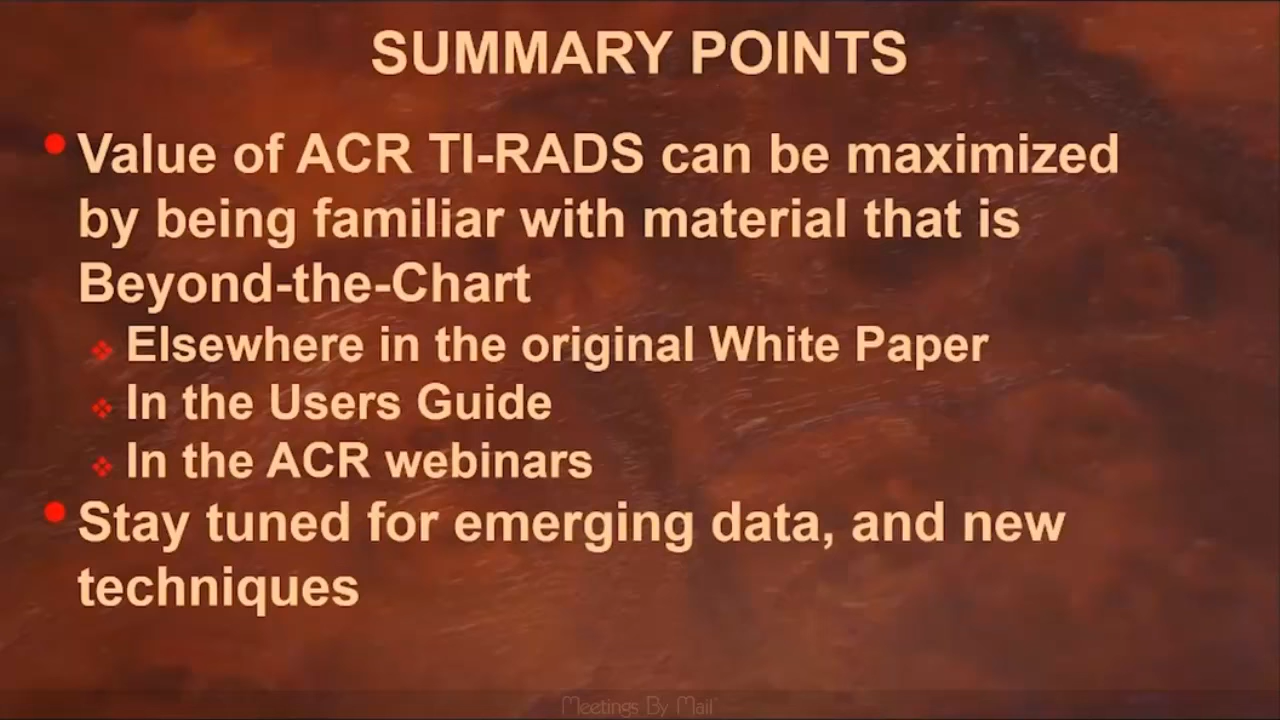 SUMMARY POINTS
Value of ACR TI-RADS can be maximized
by being familiar with material that is
Beyond-the-Chart
Elsewhere in the original White Paper
In the Users Guide
In the ACR webinars
Stay tuned for emerging data, and new
techniques
Meetings By Mail